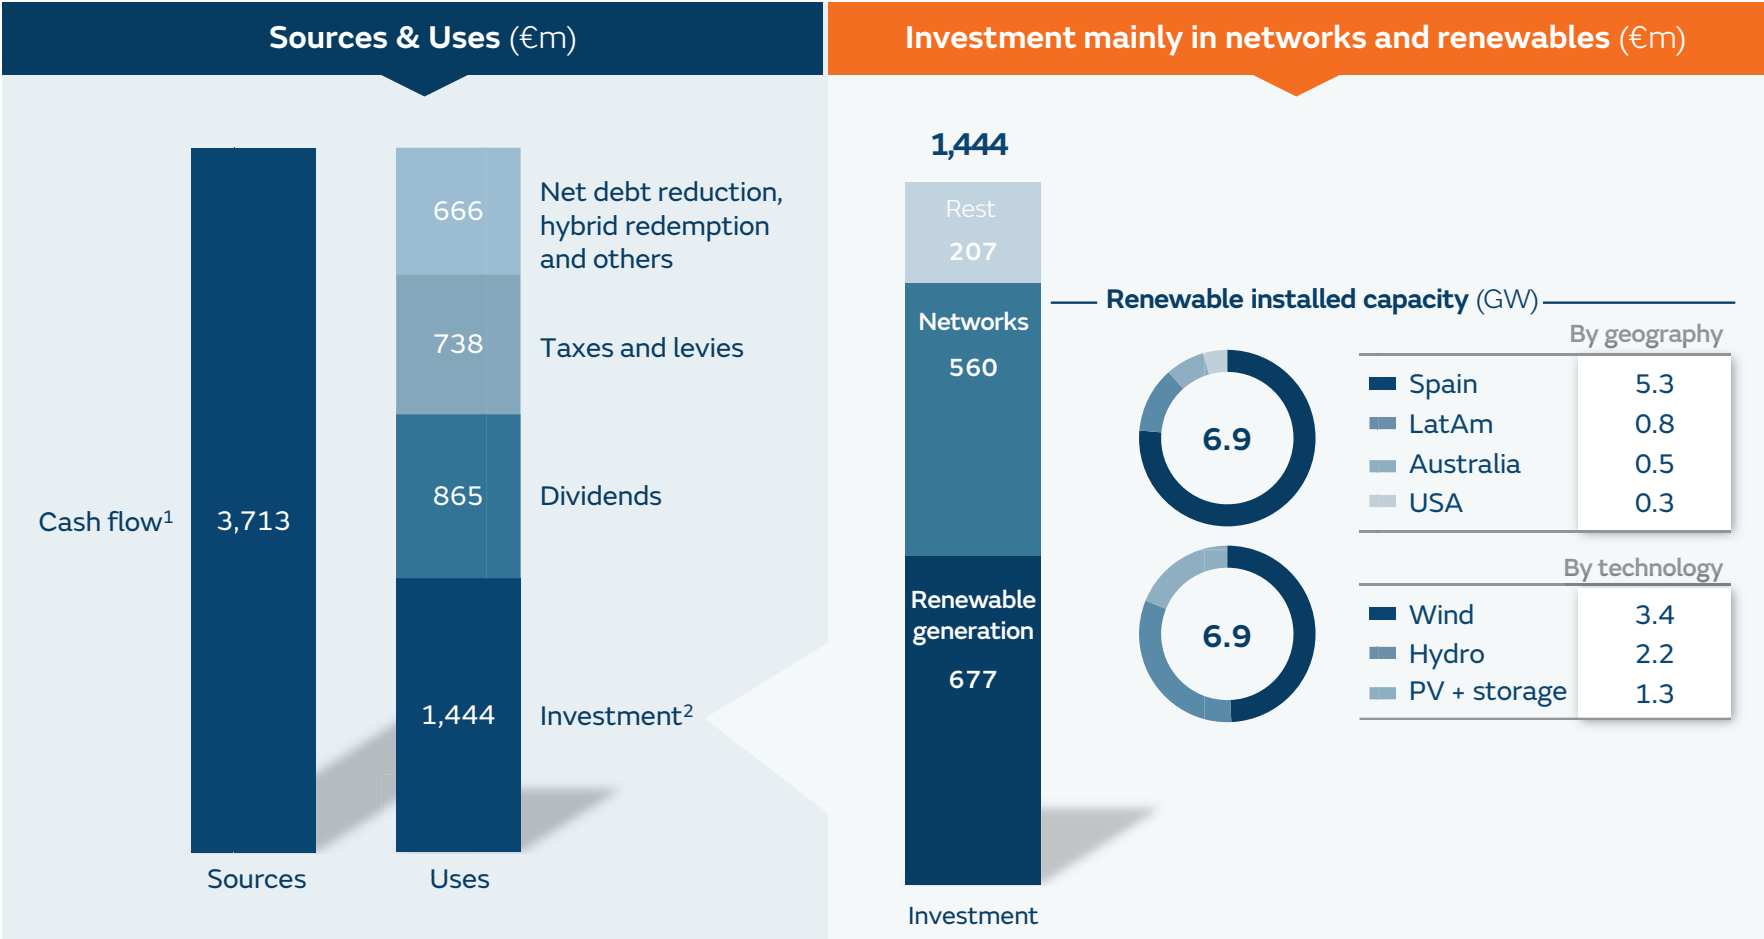 Sources & Uses (€m)
666
Net debt reduction,
hybrid redemption
and others
738
Taxes and levies
865
Dividends
Cash flow¹
3,713
1,444
Investment²
Sources
Uses
Investment mainly in networks and renewables (€m)
1,444
Rest
207
Networks
560
Renewable
generation
677
Investment
Renewable installed capacity (GW)
By geography
6.9
Spain 5.3
LatAm 0.8
Australia 0.5
USA 0.3
By technology
6.9
Wind 3.4
Hydro 2.2
PV + storage 1.3